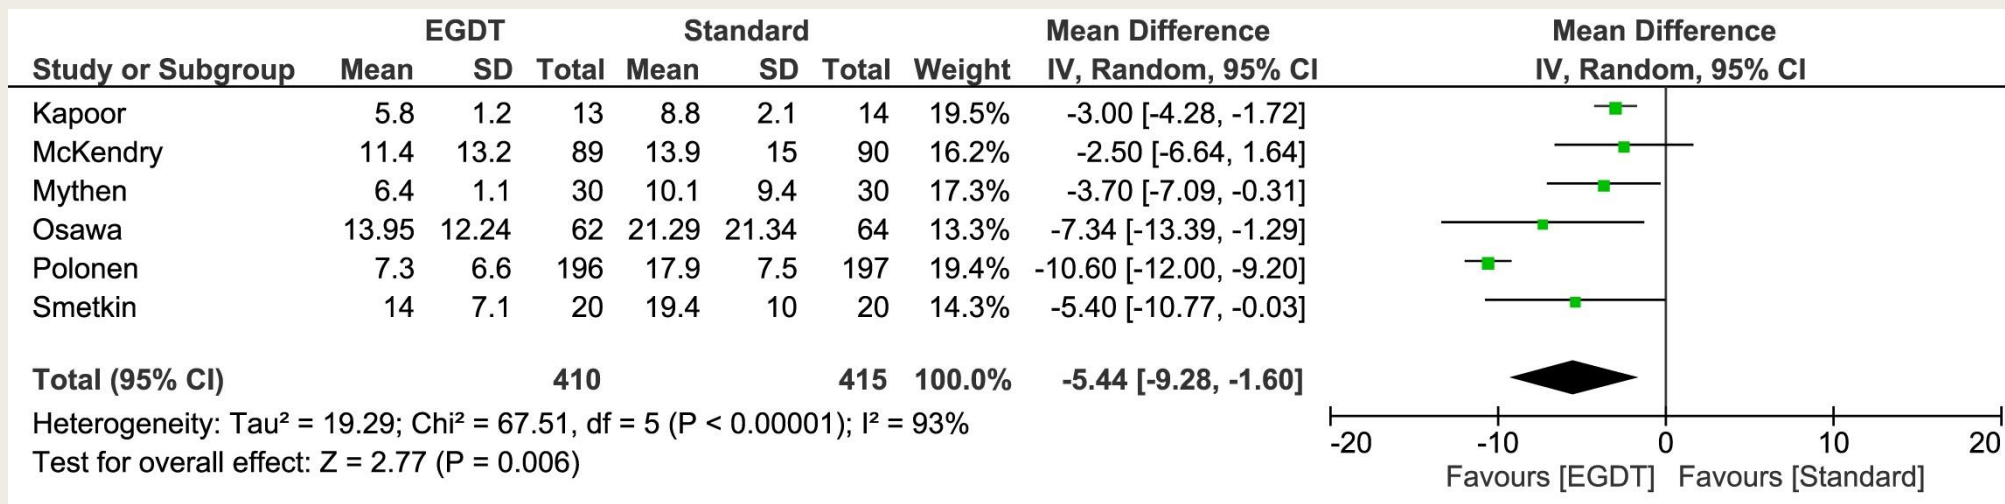 EGDT Standard Mean Difference Mean Difference
Study or Subgroup Mean SD Total Mean SD Total Weight IV, Random, 95% CI IV, Random, 95% CI
Kapoor 5.8 1.2 13 8.8 2.1 14 19.5% -3.00 [-4.28, -1.72]
McKendry 11.4 13.2 89 13.9 15 90 16.2% -2.50 [-6.64, 1.64]
Mythen 6.4 1.1 30 10.1 9.4 30 17.3% -3.70 [-7.09, -0.31]
Osawa 13.95 12.24 62 21.29 21.34 64 13.3% -7.34 [-13.39, -1.29]
Polonen 7.3 6.6 196 17.9 7.5 197 19.4% -10.60 [-12.00, -9.20]
Smetkin 14 7.1 20 19.4 10 20 14.3% -5.40 [-10.77, -0.03]
Total (95% CI) 410 415 100.0% -5.44 [-9.28, -1.60]
Heterogeneity: Tau² = 19.29; Chi² = 67.51, df = 5 (P < 0.00001); I² = 93%
Test for overall effect: Z = 2.77 (P = 0.006)
-20 -10 0 10 20
Favours [EGDT] Favours [Standard]